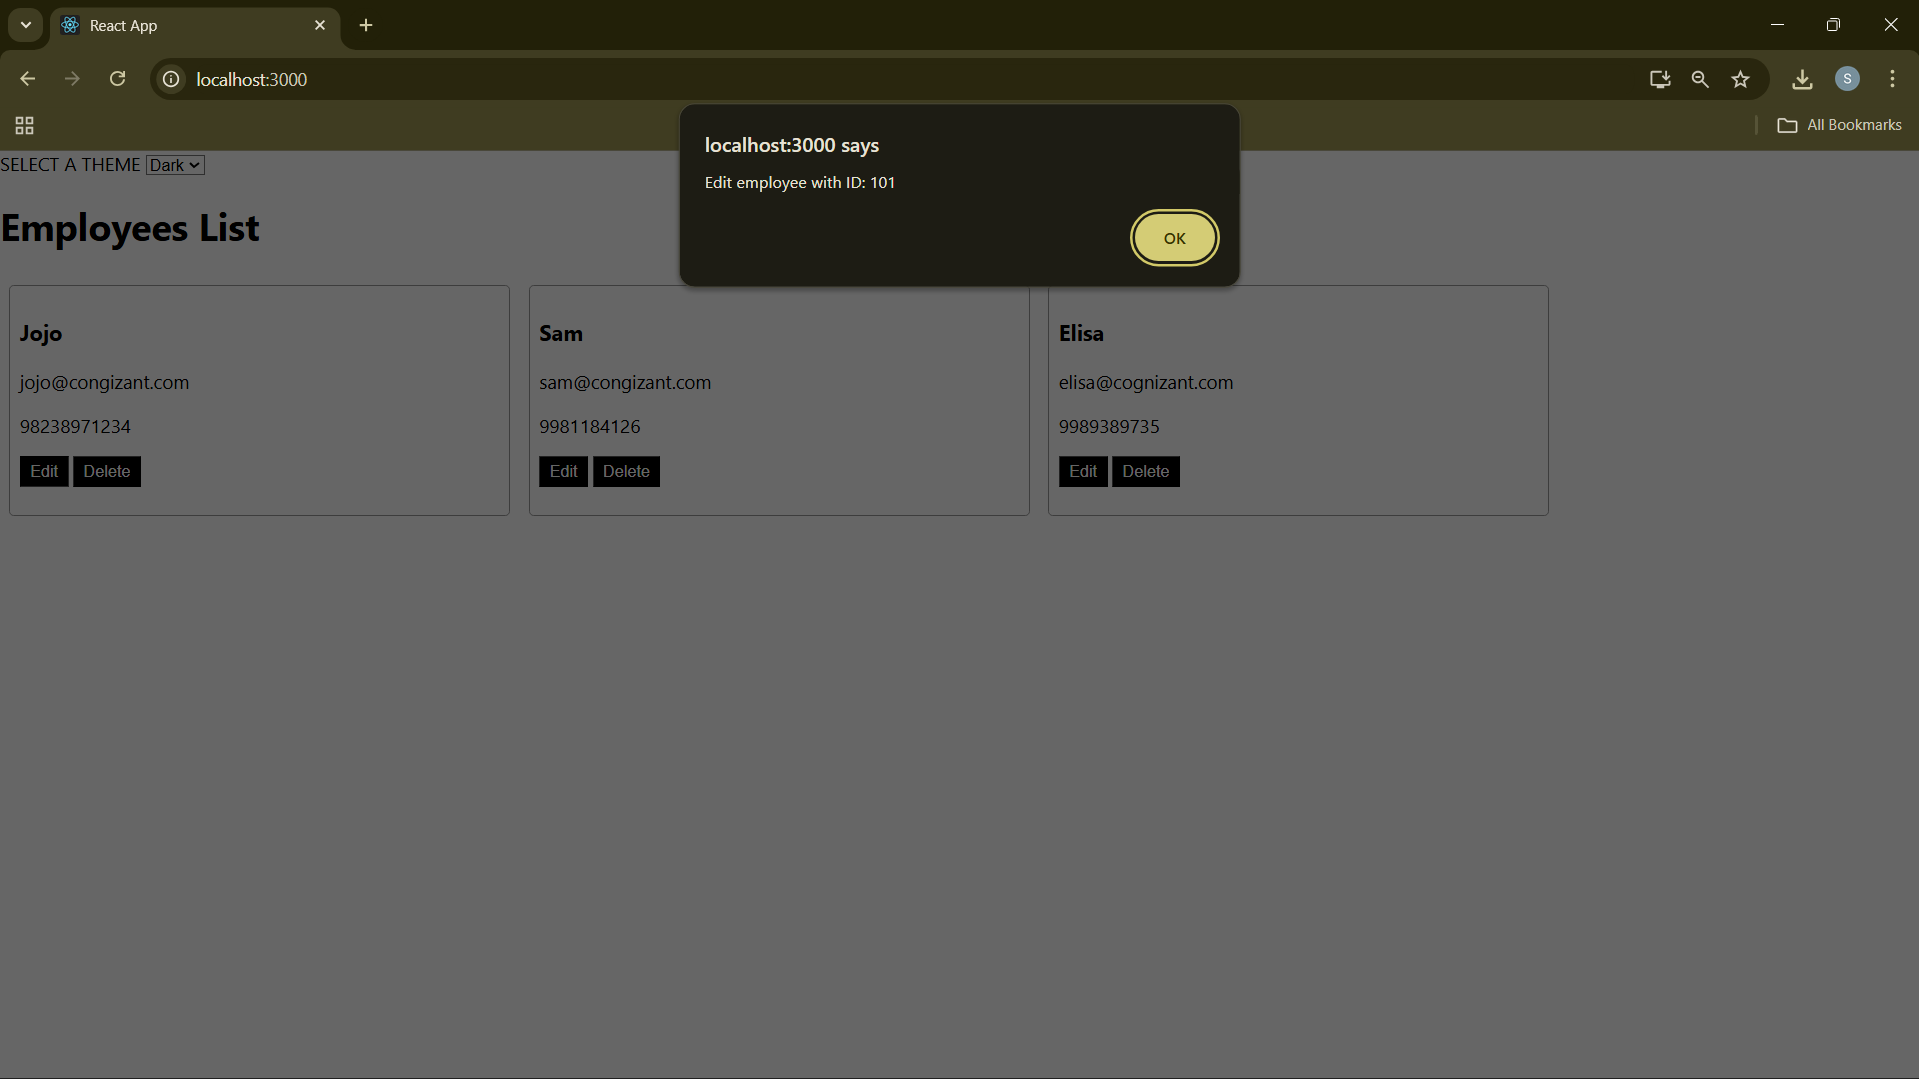 React App
localhost:3000
S
All Bookmarks
localhost:3000 says
Edit employee with ID: 101
OK
SELECT A THEME Dark
Employees List
Jojo
jojo@congizant.com
98238971234
Edit Delete
Sam
sam@congizant.com
9981184126
Edit Delete
Elisa
elisa@cognizant.com
9989389735
Edit Delete